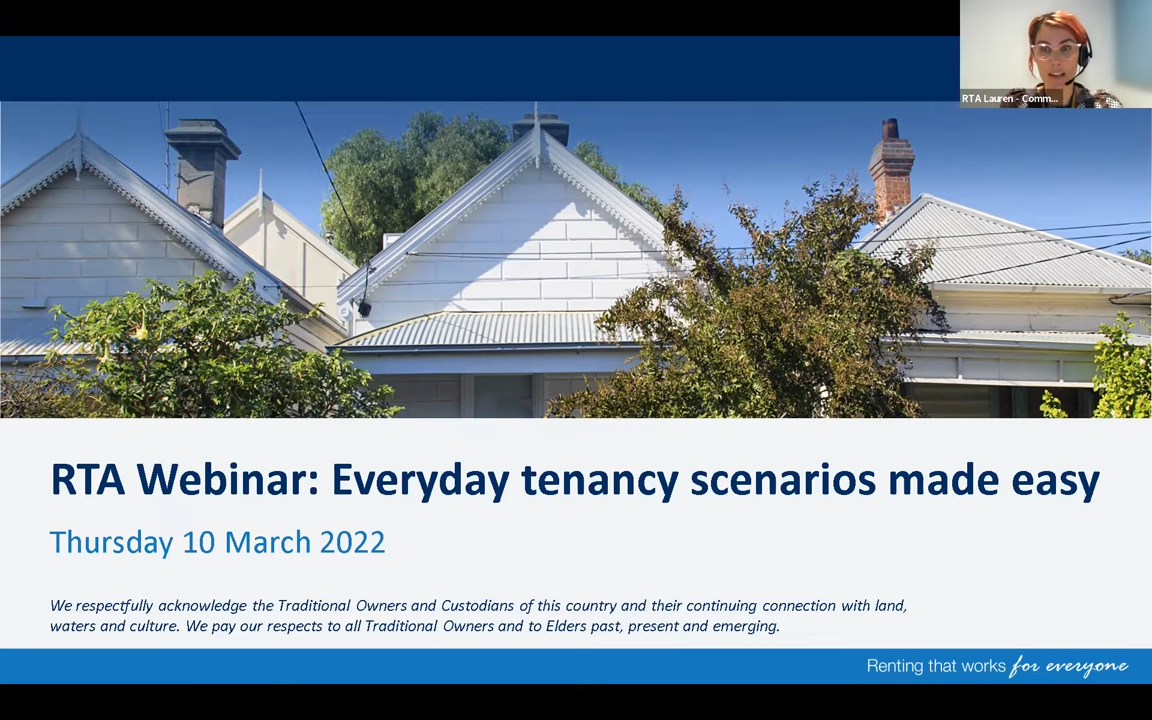 RTA Lauren - Comm...
RTA Webinar: Everyday tenancy scenarios made easy
Thursday 10 March 2022
We respectfully acknowledge the Traditional Owners and Custodians of this country and their continuing connection with land,
waters and culture. We pay our respects to all Traditional Owners and to Elders past, present and emerging.
Renting that works for everyone